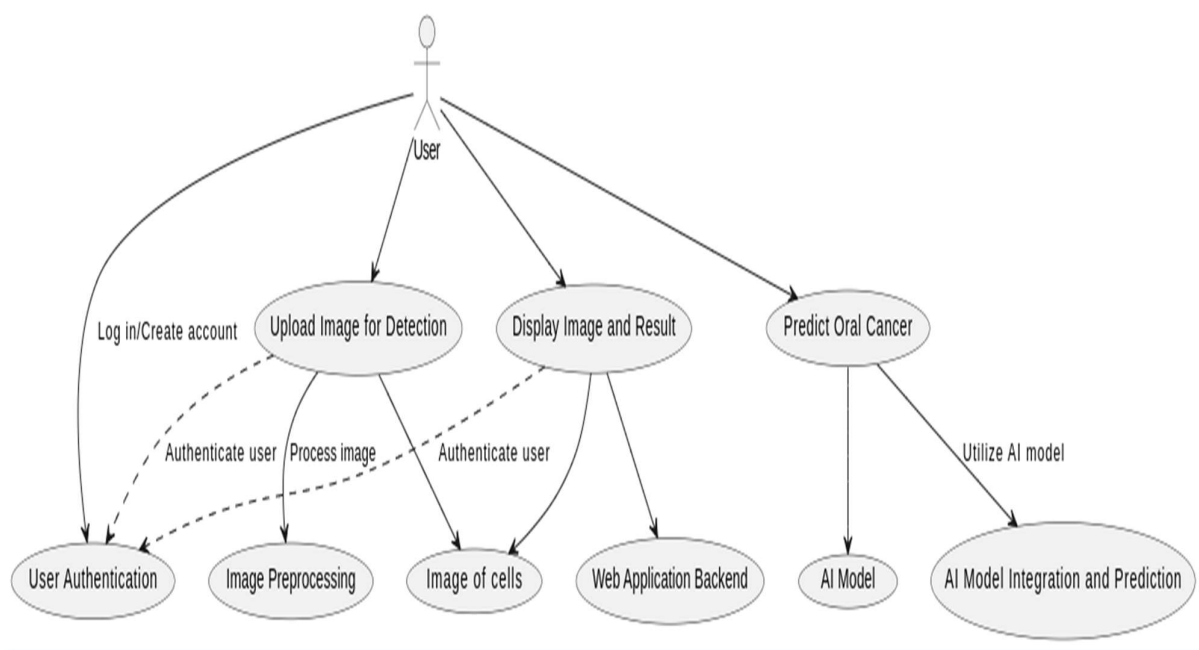 User
Upload Image for Detection
Display Image and Result
Predict Oral Cancer
Log in/Create account
Authenticate user
Process image
Authenticate user
Utilize AI model
User Authentication
Image Preprocessing
Image of cells
Web Application Backend
AI Model
AI Model Integration and Prediction